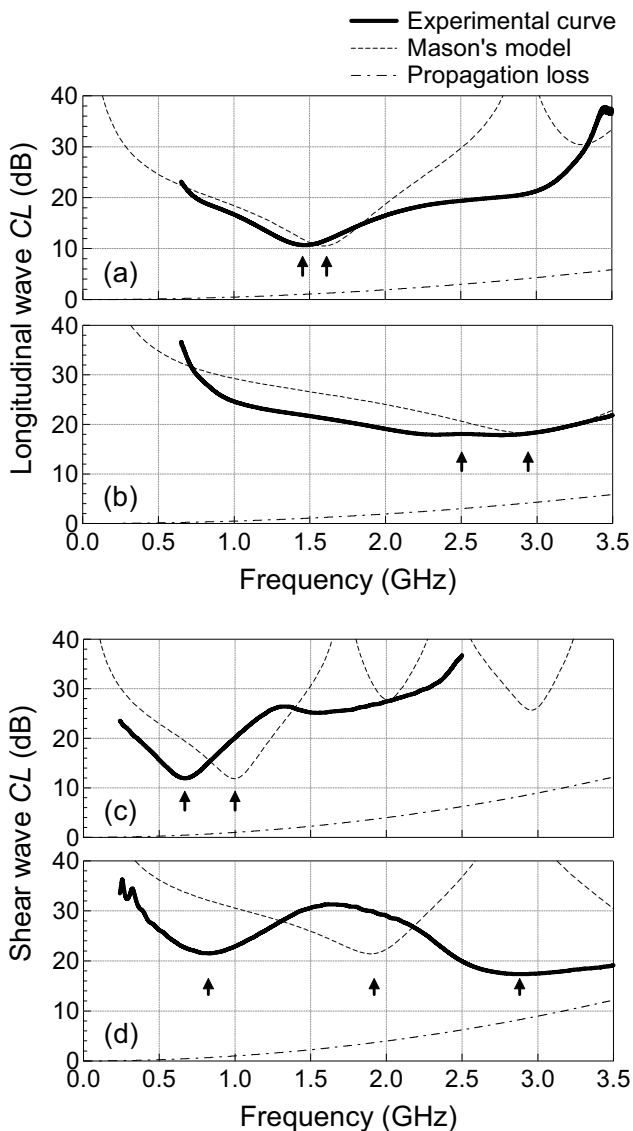 Experimental curve
Mason's model
Propagation loss
Longitudinal wave CL (dB)
40
30
20
10
0
(a)
40
30
20
10
0
(b)
0 0.5 1.0 1.5 2.0 2.5 3.0 3.5
Frequency (GHz)
Shear wave CL (dB)
40
30
20
10
0
(c)
40
30
20
10
0
(d)
0 0.5 1.0 1.5 2.0 2.5 3.0 3.5
Frequency (GHz)